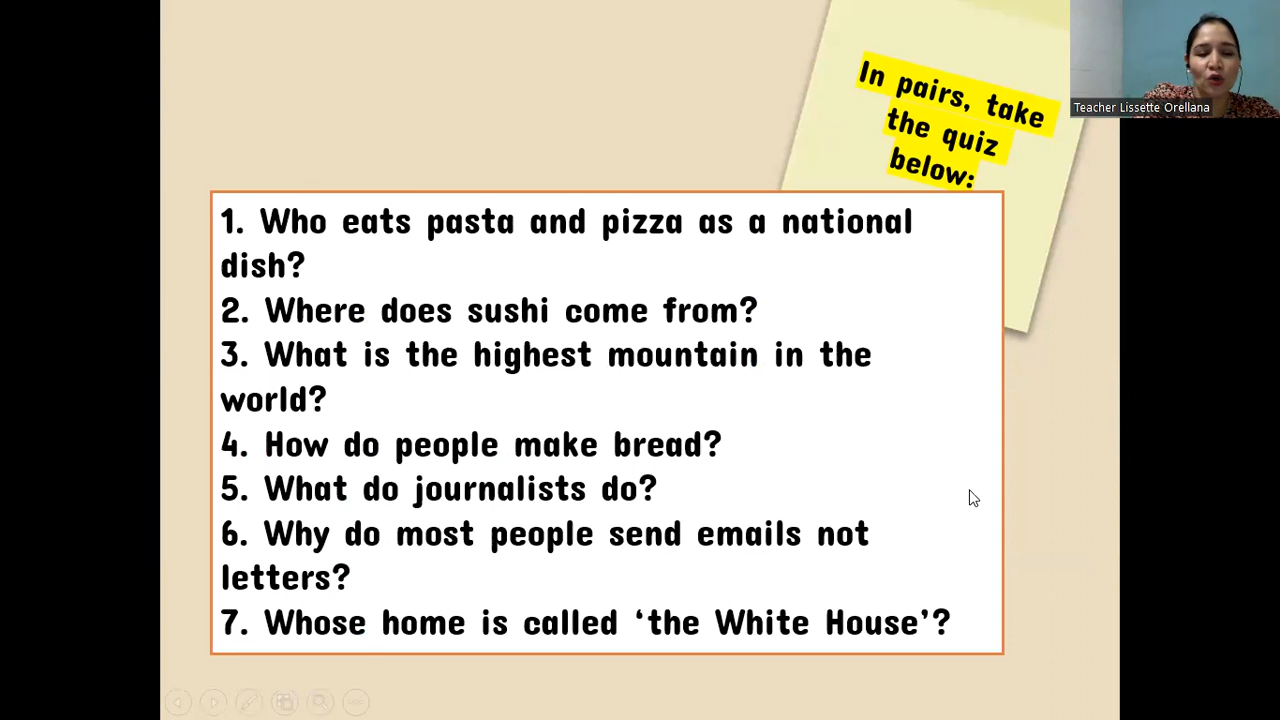 In pairs, take
the quiz
below:
Teacher Lissette Orellana
1. Who eats pasta and pizza as a national
dish?
2. Where does sushi come from?
3. What is the highest mountain in the
world?
4. How do people make bread?
5. What do journalists do?
6. Why do most people send emails not
letters?
7. Whose home is called ‘the White House’?